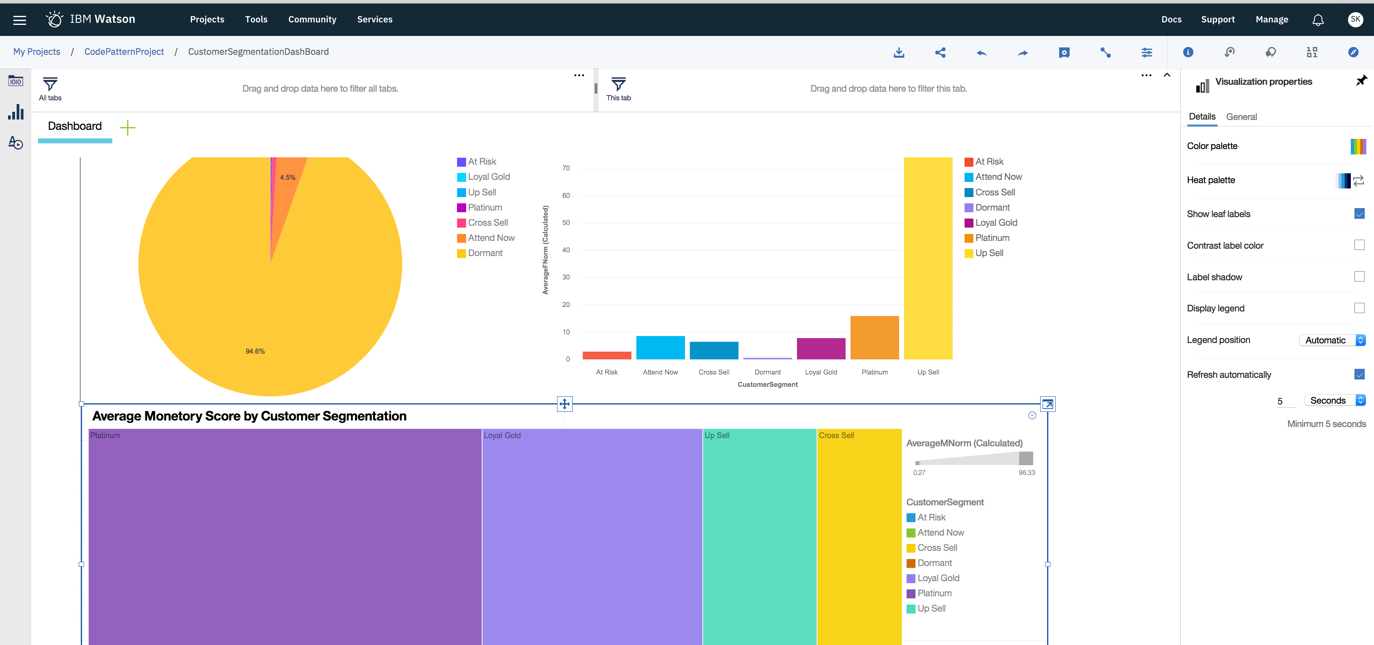 IBM Watson Projects Tools Community Services Docs Support Manage SK
My Projects / CodePatternProject / CustomerSegmentationDashBoard
All tabs
Drag and drop data here to filter all tabs.
This tab
Drag and drop data here to filter this tab.
Dashboard
4.5%
94.6%
At Risk
Loyal Gold
Up Sell
Platinum
Cross Sell
Attend Now
Dormant
AverageFNorm (Calculated)
70
60
50
40
30
20
10
0
At Risk Attend Now Cross Sell Dormant Loyal Gold Platinum Up Sell
CustomerSegment
At Risk
Attend Now
Cross Sell
Dormant
Loyal Gold
Platinum
Up Sell
Average Monetory Score by Customer Segmentation
Platinum Loyal Gold Up Sell Cross Sell
AverageMNorm (Calculated)
0.27 96.33
CustomerSegment
At Risk
Attend Now
Cross Sell
Dormant
Loyal Gold
Platinum
Up Sell
Visualization properties
Details General
Color palette
Heat palette
Show leaf labels
Contrast label color
Label shadow
Display legend
Legend position Automatic
Refresh automatically
5 Seconds
Minimum 5 seconds